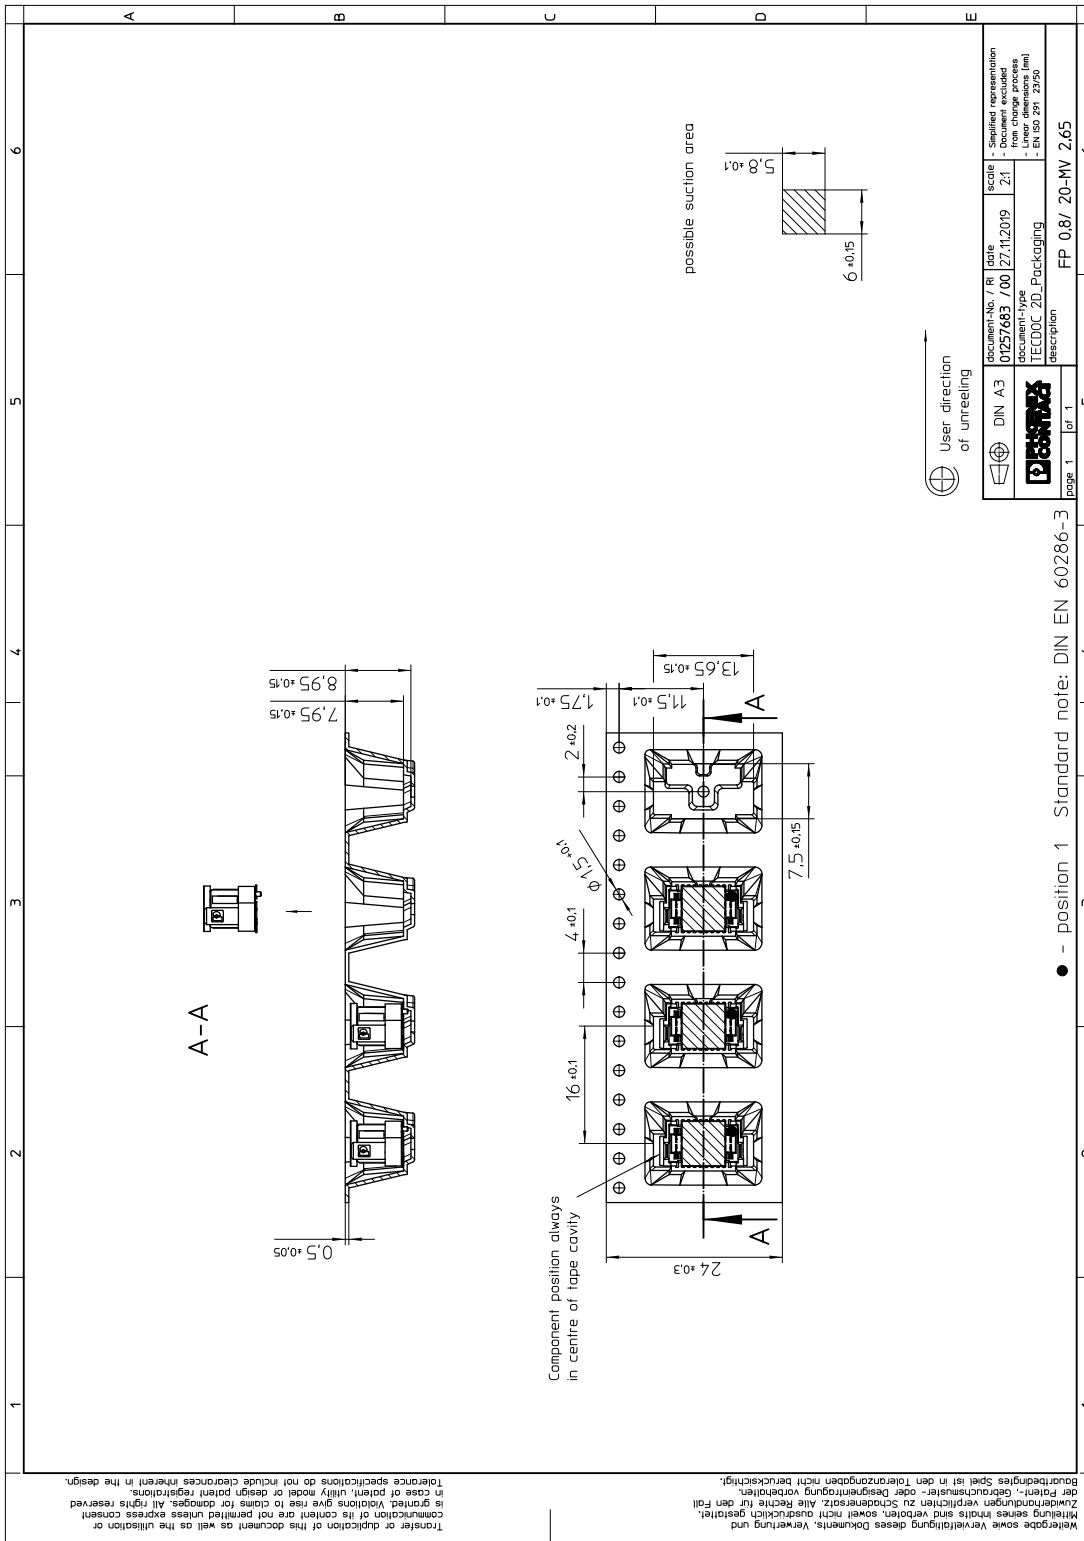 A
B
C
D
E
1
2
3
4
5
6
A-A
0,5 ±0,05
7,95 ±0,15
8,95 ±0,15
possible suction area
5,8 ±0,1
6 ±0,15
Component position always
in centre of tape cavity
16 ±0,1
4 ±0,1
Ø 1,5 +0,1
2 ±0,2
1,75 ±0,1
11,5 ±0,1
13,65 ±0,15
7,5 ±0,15
24 ±0,3
A
A
User direction
of unreeling
● - position 1 Standard note: DIN EN 60286-3
DIN A3
PHOENIX
CONTACT
page 1 of 1
document-No. / RI
01257683 / 00
date
27.11.2019
scale
2:1
- Simplified representation
- Document excluded
from change process
- Linear dimensions [mm]
- EN ISO 291 23/50
document-type
TECDOC 2D_Packaging
description
FP 0,8/ 20-MV 2,65
Transfer or duplication of this document as well as the utilisation or
communication of its content are not permitted unless express consent
is granted. Violations give rise to claims for damages. All rights reserved
in case of patent, utility model or design patent registrations.
Tolerance specifications do not include clearances inherent in the design.
Weitergabe sowie Vervielfältigung dieses Dokuments, Verwertung und
Mitteilung seines Inhalts sind verboten, soweit nicht ausdrücklich gestattet.
Zuwiderhandlungen verpflichten zu Schadenersatz. Alle Rechte für den Fall
der Patent-, Gebrauchsmuster- oder Designeintragung vorbehalten.
Bauartbedingtes Spiel ist in den Toleranzangaben nicht berücksichtigt.